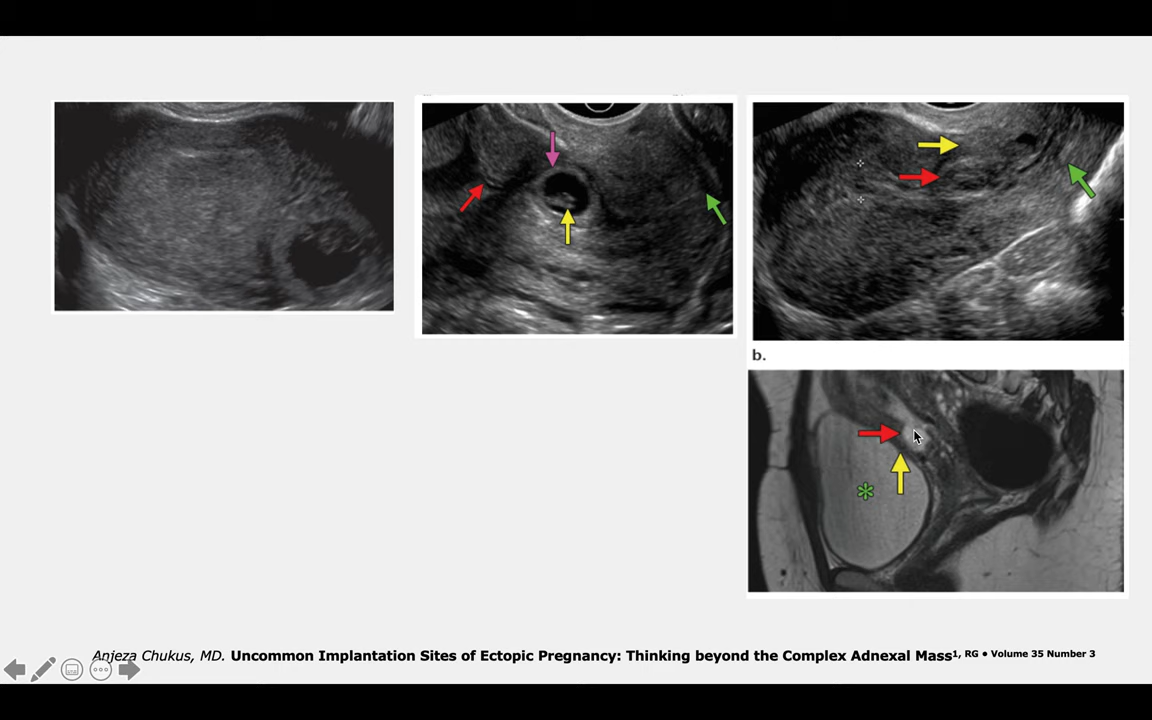 b.
Anjeza Chukus, MD. Uncommon Implantation Sites of Ectopic Pregnancy: Thinking beyond the Complex Adnexal Mass1, RG • Volume 35 Number 3